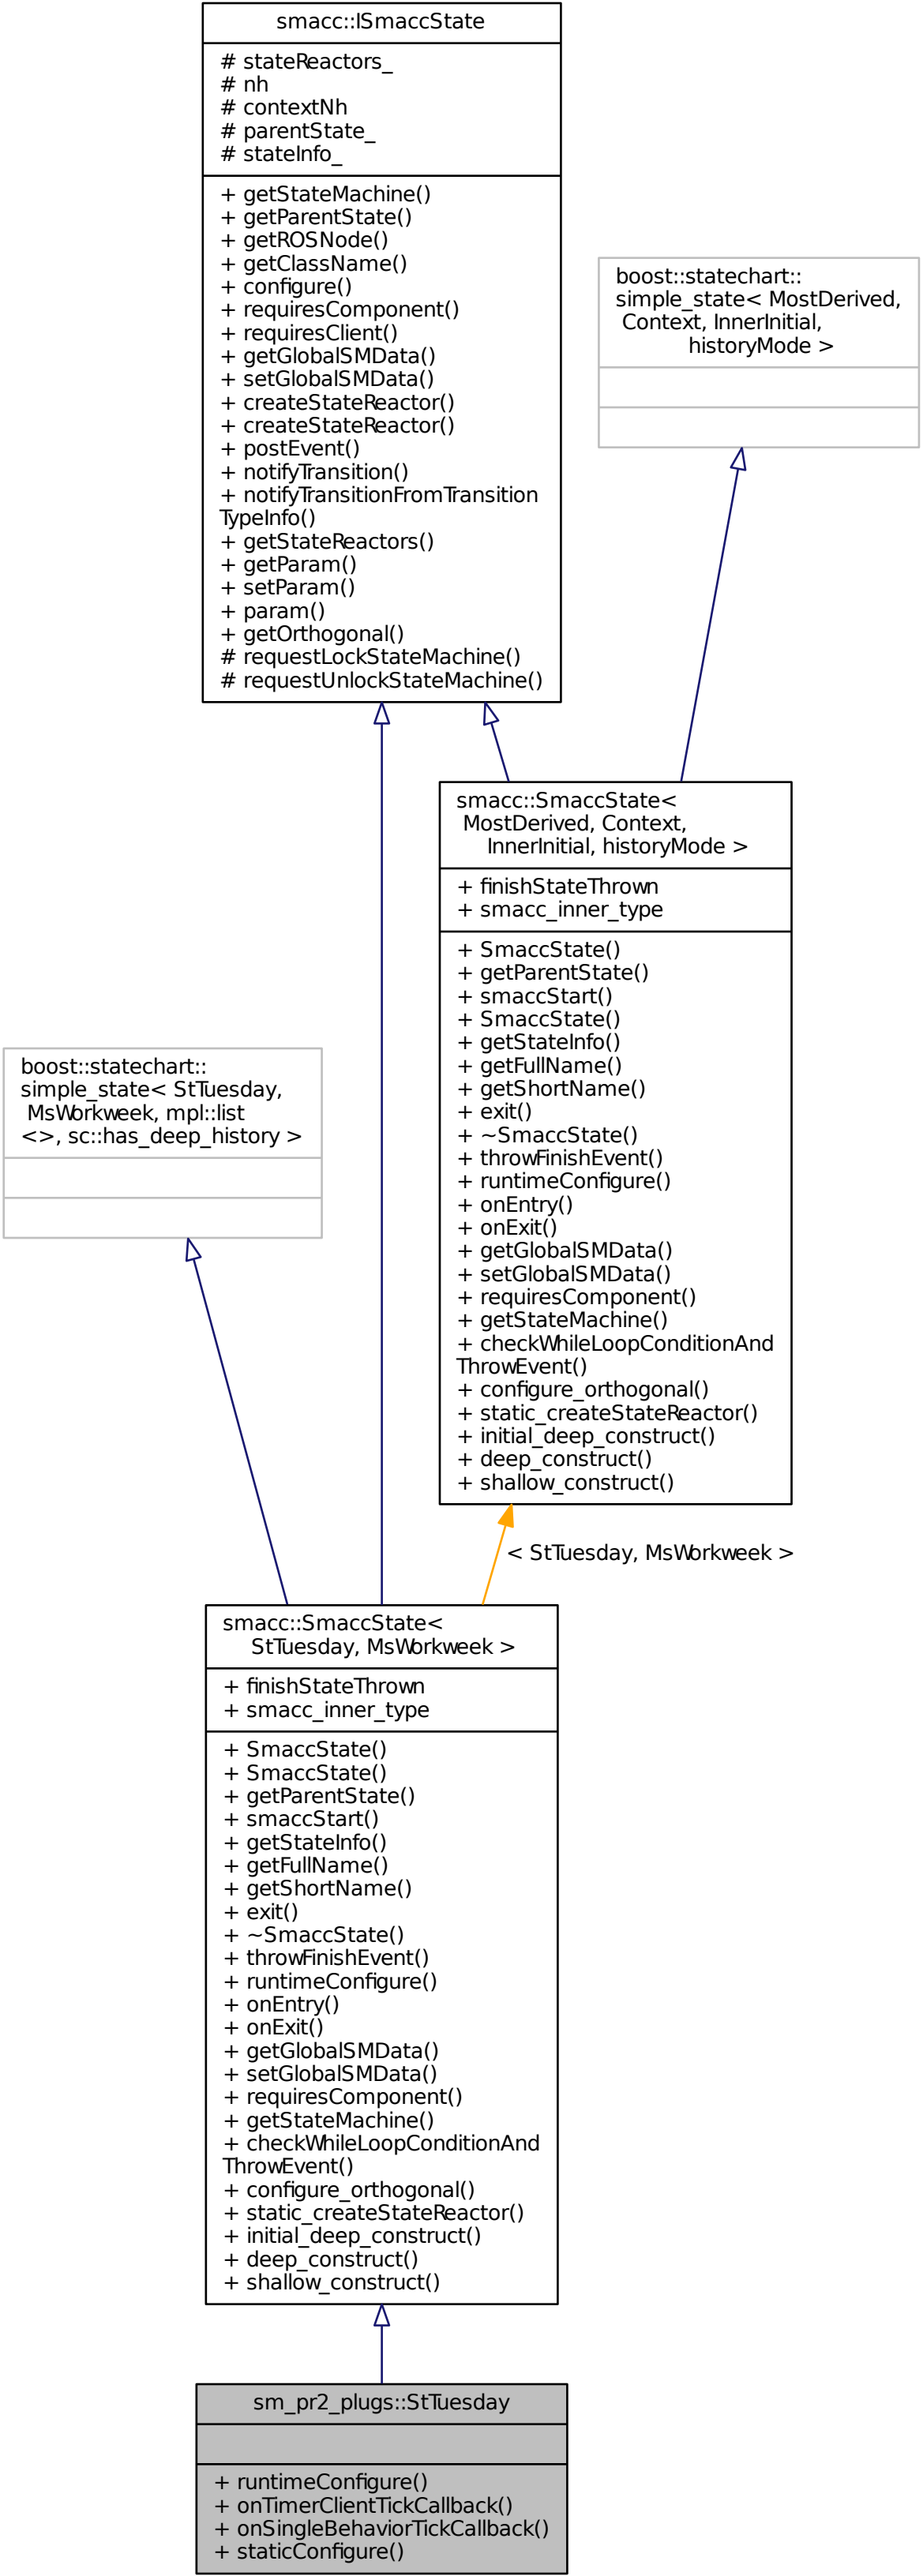 smacc::ISmaccState
# stateReactors_
# nh
# contextNh
# parentState_
# stateInfo_
+ getStateMachine()
+ getParentState()
+ getROSNode()
+ getClassName()
+ configure()
+ requiresComponent()
+ requiresClient()
+ getGlobalSMData()
+ setGlobalSMData()
+ createStateReactor()
+ createStateReactor()
+ postEvent()
+ notifyTransition()
+ notifyTransitionFromTransition
TypeInfo()
+ getStateReactors()
+ getParam()
+ setParam()
+ param()
+ getOrthogonal()
# requestLockStateMachine()
# requestUnlockStateMachine()
boost::statechart::
simple_state< MostDerived,
Context, InnerInitial,
historyMode >
smacc::SmaccState<
MostDerived, Context,
InnerInitial, historyMode >
+ finishStateThrown
+ smacc_inner_type
+ SmaccState()
+ getParentState()
+ smaccStart()
+ SmaccState()
+ getStateInfo()
+ getFullName()
+ getShortName()
+ exit()
+ ~SmaccState()
+ throwFinishEvent()
+ runtimeConfigure()
+ onEntry()
+ onExit()
+ getGlobalSMData()
+ setGlobalSMData()
+ requiresComponent()
+ getStateMachine()
+ checkWhileLoopConditionAnd
ThrowEvent()
+ configure_orthogonal()
+ static_createStateReactor()
+ initial_deep_construct()
+ deep_construct()
+ shallow_construct()
boost::statechart::
simple_state< StTuesday,
MsWorkweek, mpl::list
<>, sc::has_deep_history >
< StTuesday, MsWorkweek >
smacc::SmaccState<
StTuesday, MsWorkweek >
+ finishStateThrown
+ smacc_inner_type
+ SmaccState()
+ SmaccState()
+ getParentState()
+ smaccStart()
+ getStateInfo()
+ getFullName()
+ getShortName()
+ exit()
+ ~SmaccState()
+ throwFinishEvent()
+ runtimeConfigure()
+ onEntry()
+ onExit()
+ getGlobalSMData()
+ setGlobalSMData()
+ requiresComponent()
+ getStateMachine()
+ checkWhileLoopConditionAnd
ThrowEvent()
+ configure_orthogonal()
+ static_createStateReactor()
+ initial_deep_construct()
+ deep_construct()
+ shallow_construct()
sm_pr2_plugs::StTuesday
+ runtimeConfigure()
+ onTimerClientTickCallback()
+ onSingleBehaviorTickCallback()
+ staticConfigure()